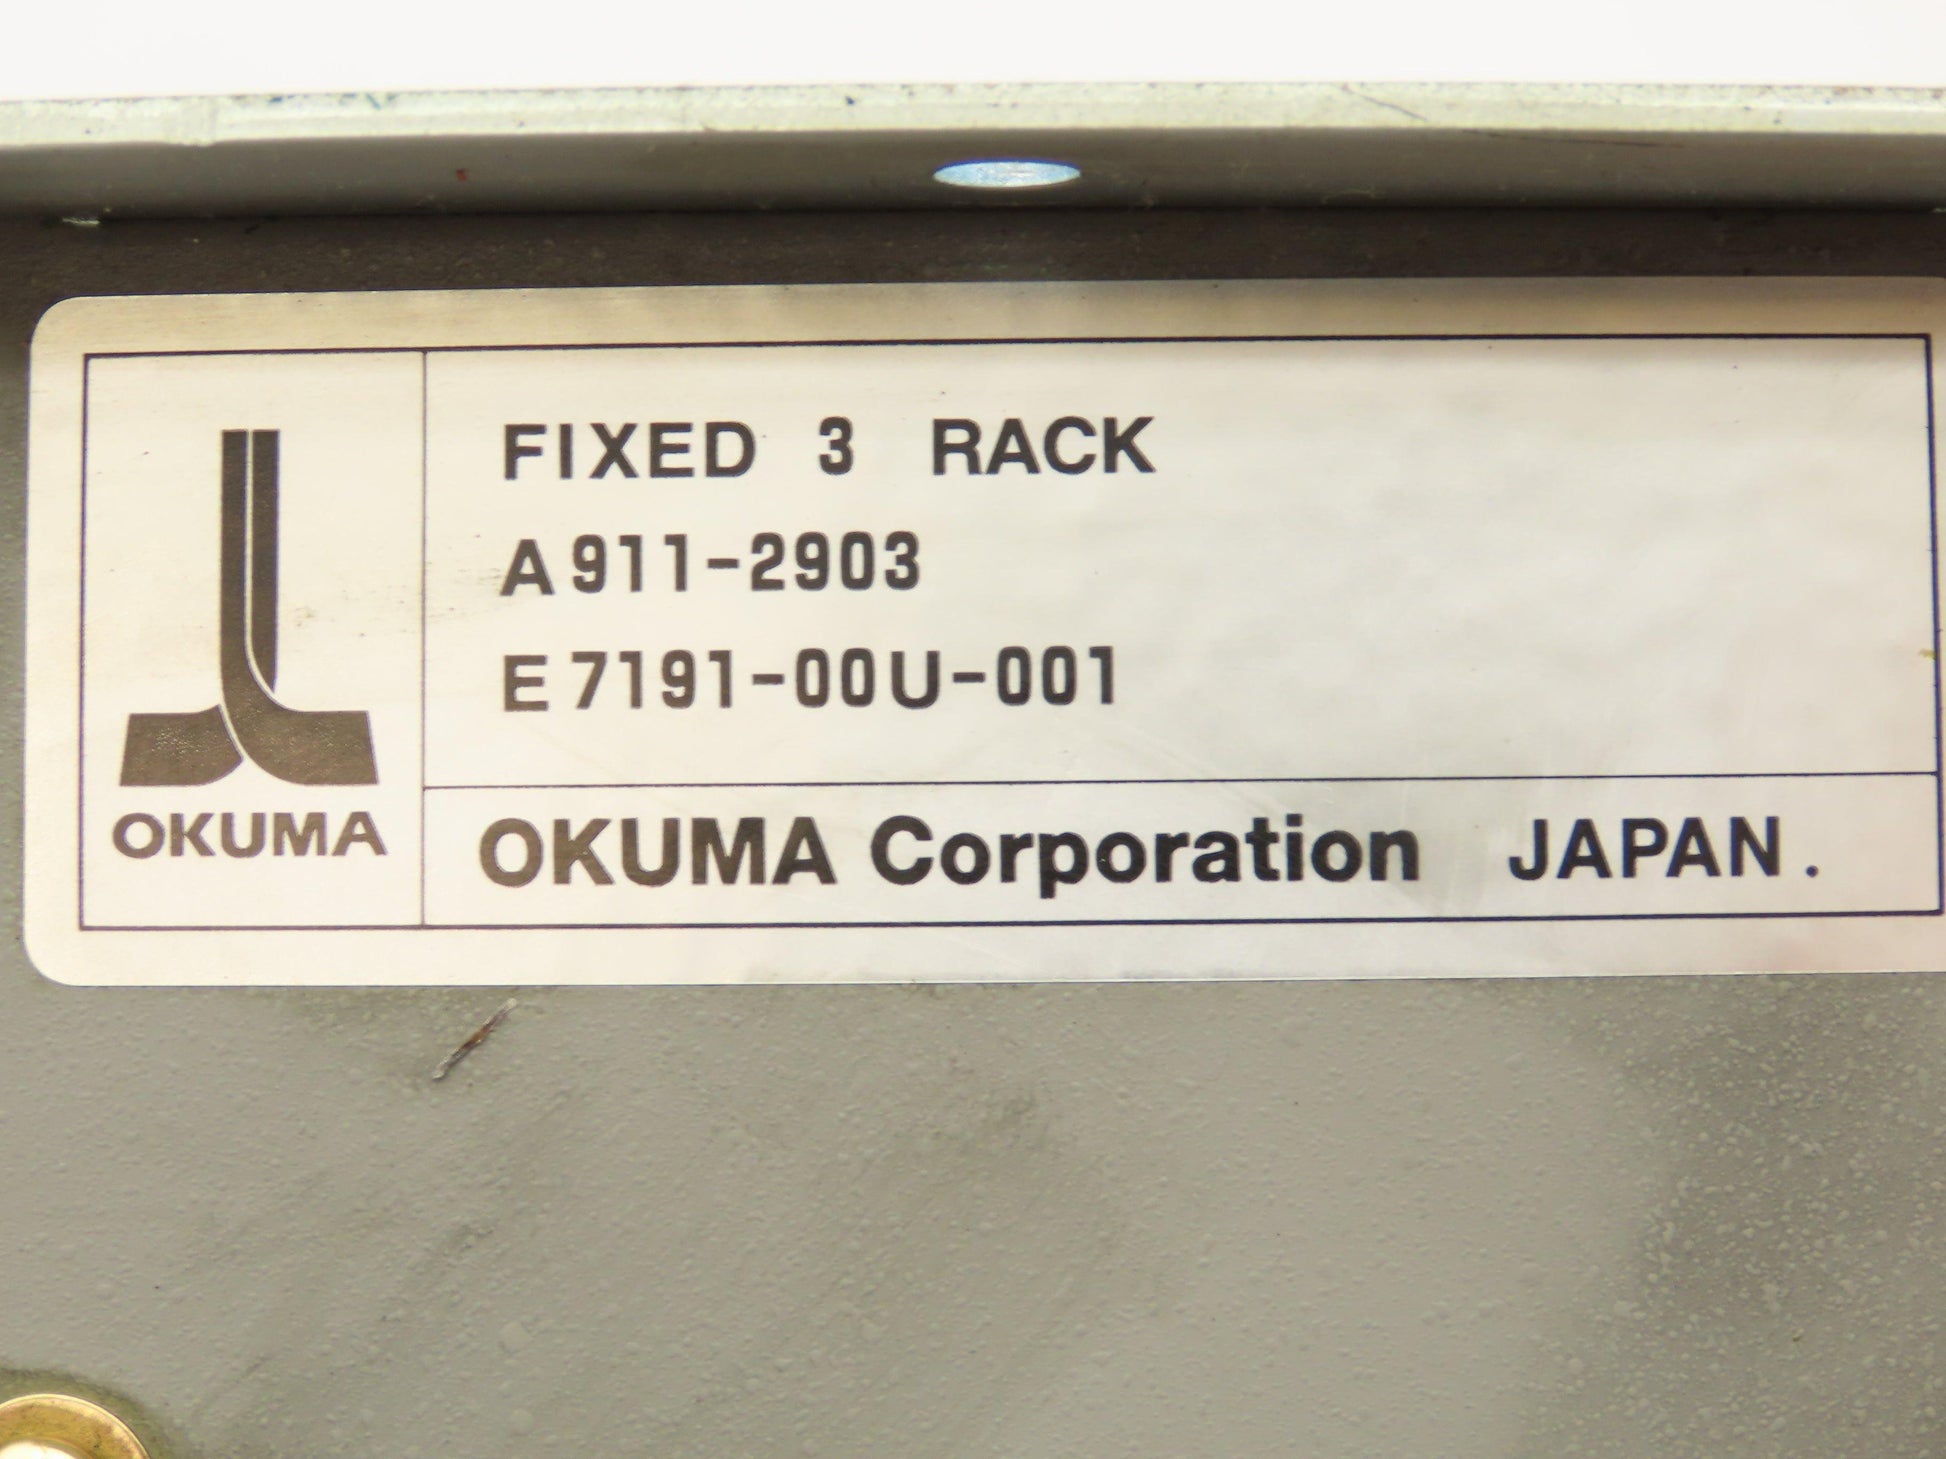 FIXED 3 RACK
A911-2903
E7191-00U-001
OKUMA
OKUMA Corporation JAPAN.